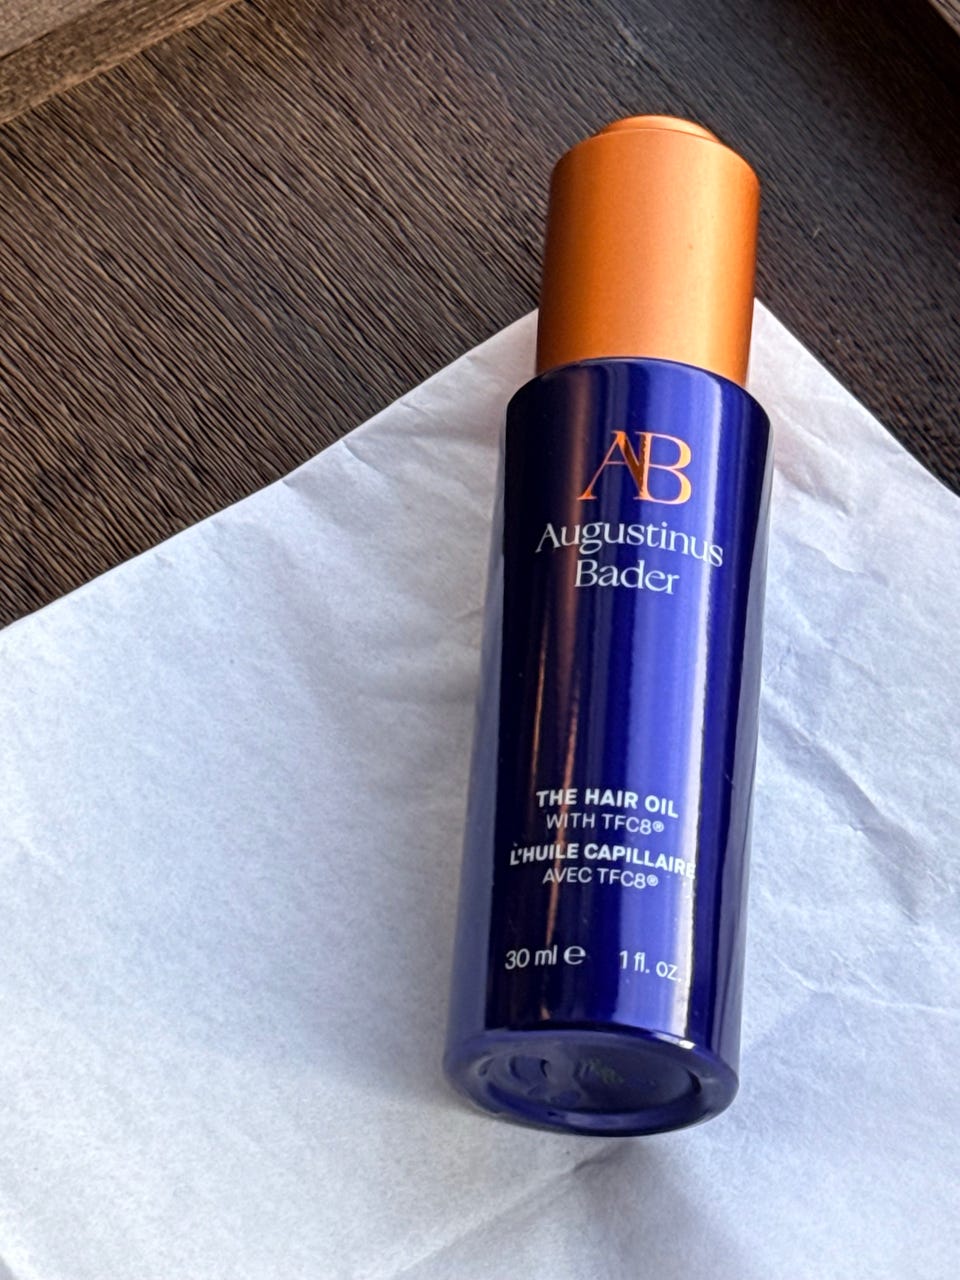 AB
Augustinus
Bader
THE HAIR OIL
WITH TFC8®
L'HUILE CAPILLAIRE
AVEC TFC8®
30 ml ℮ 1 fl. oz.